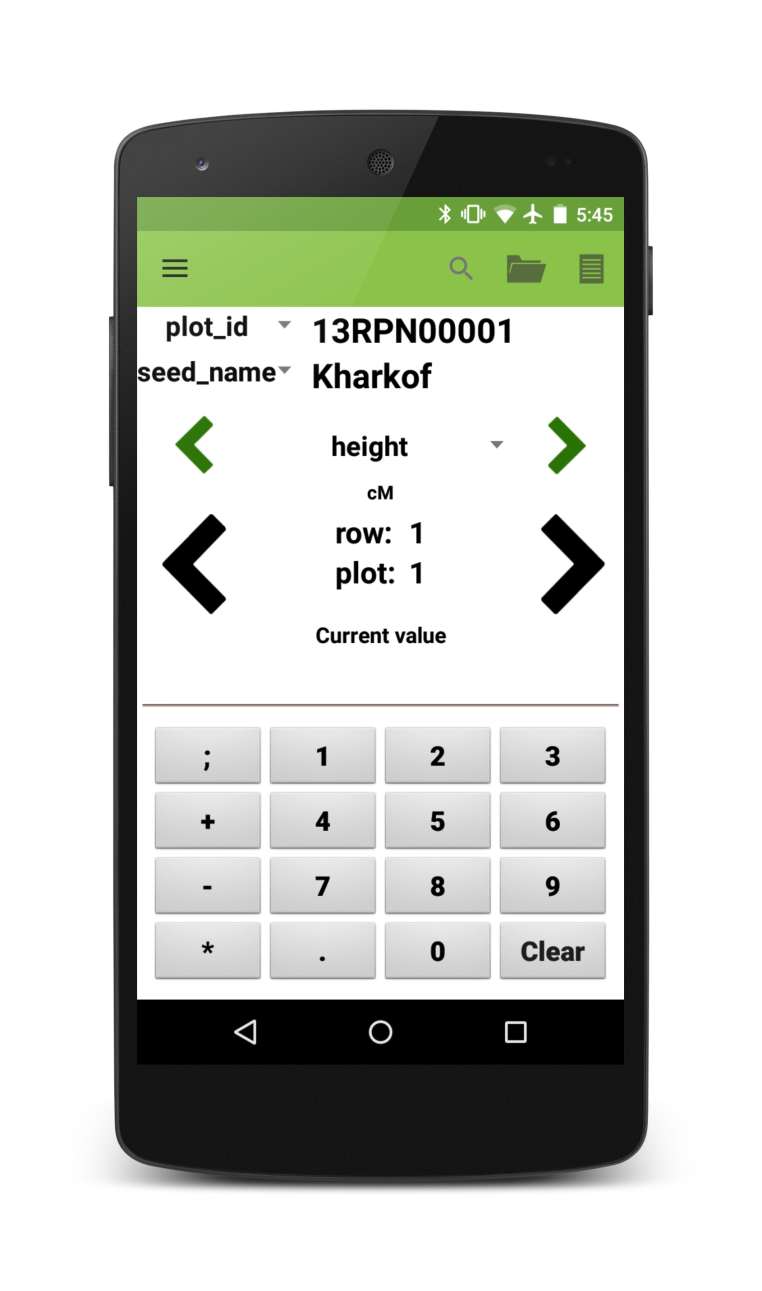 5:45
plot_id 13RPN00001
seed_name Kharkof
height
cM
row: 1
plot: 1
Current value
; 1 2 3
+ 4 5 6
- 7 8 9
* . 0 Clear